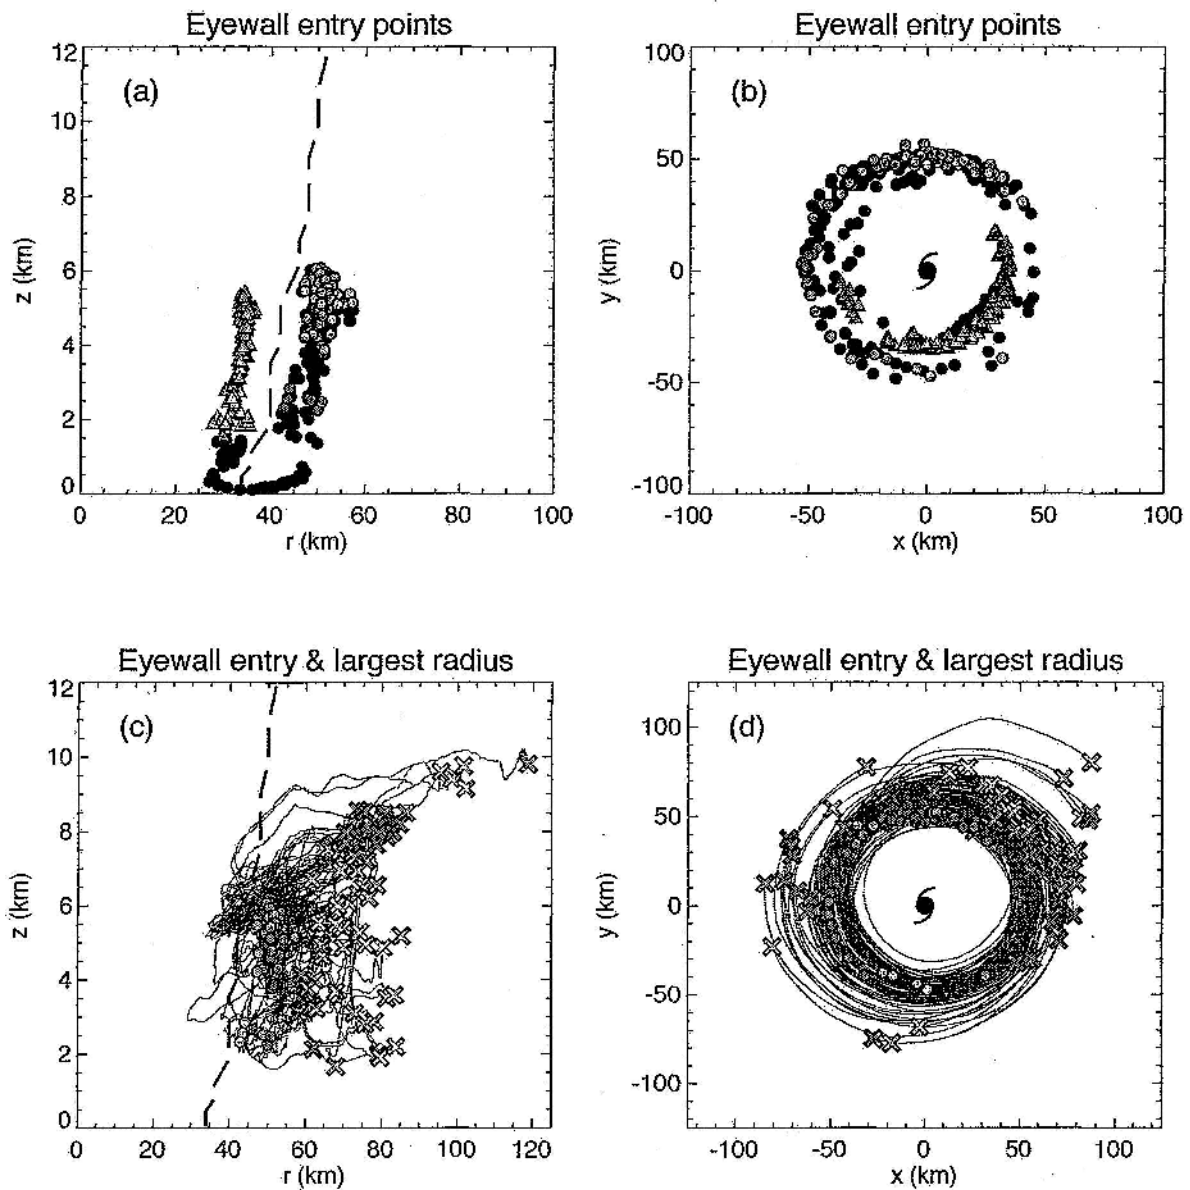 Eyewall entry points
12
10
8
6
4
2
0
z (km)
(a)
0 20 40 60 80 100
r (km)
Eyewall entry points
100
50
0
-50
-100
y (km)
(b)
-100 -50 0 50 100
x (km)
Eyewall entry & largest radius
12
10
8
6
4
2
0
z (km)
(c)
0 20 40 60 80 100 120
r (km)
Eyewall entry & largest radius
100
50
0
-50
-100
y (km)
(d)
-100 -50 0 50 100
x (km)